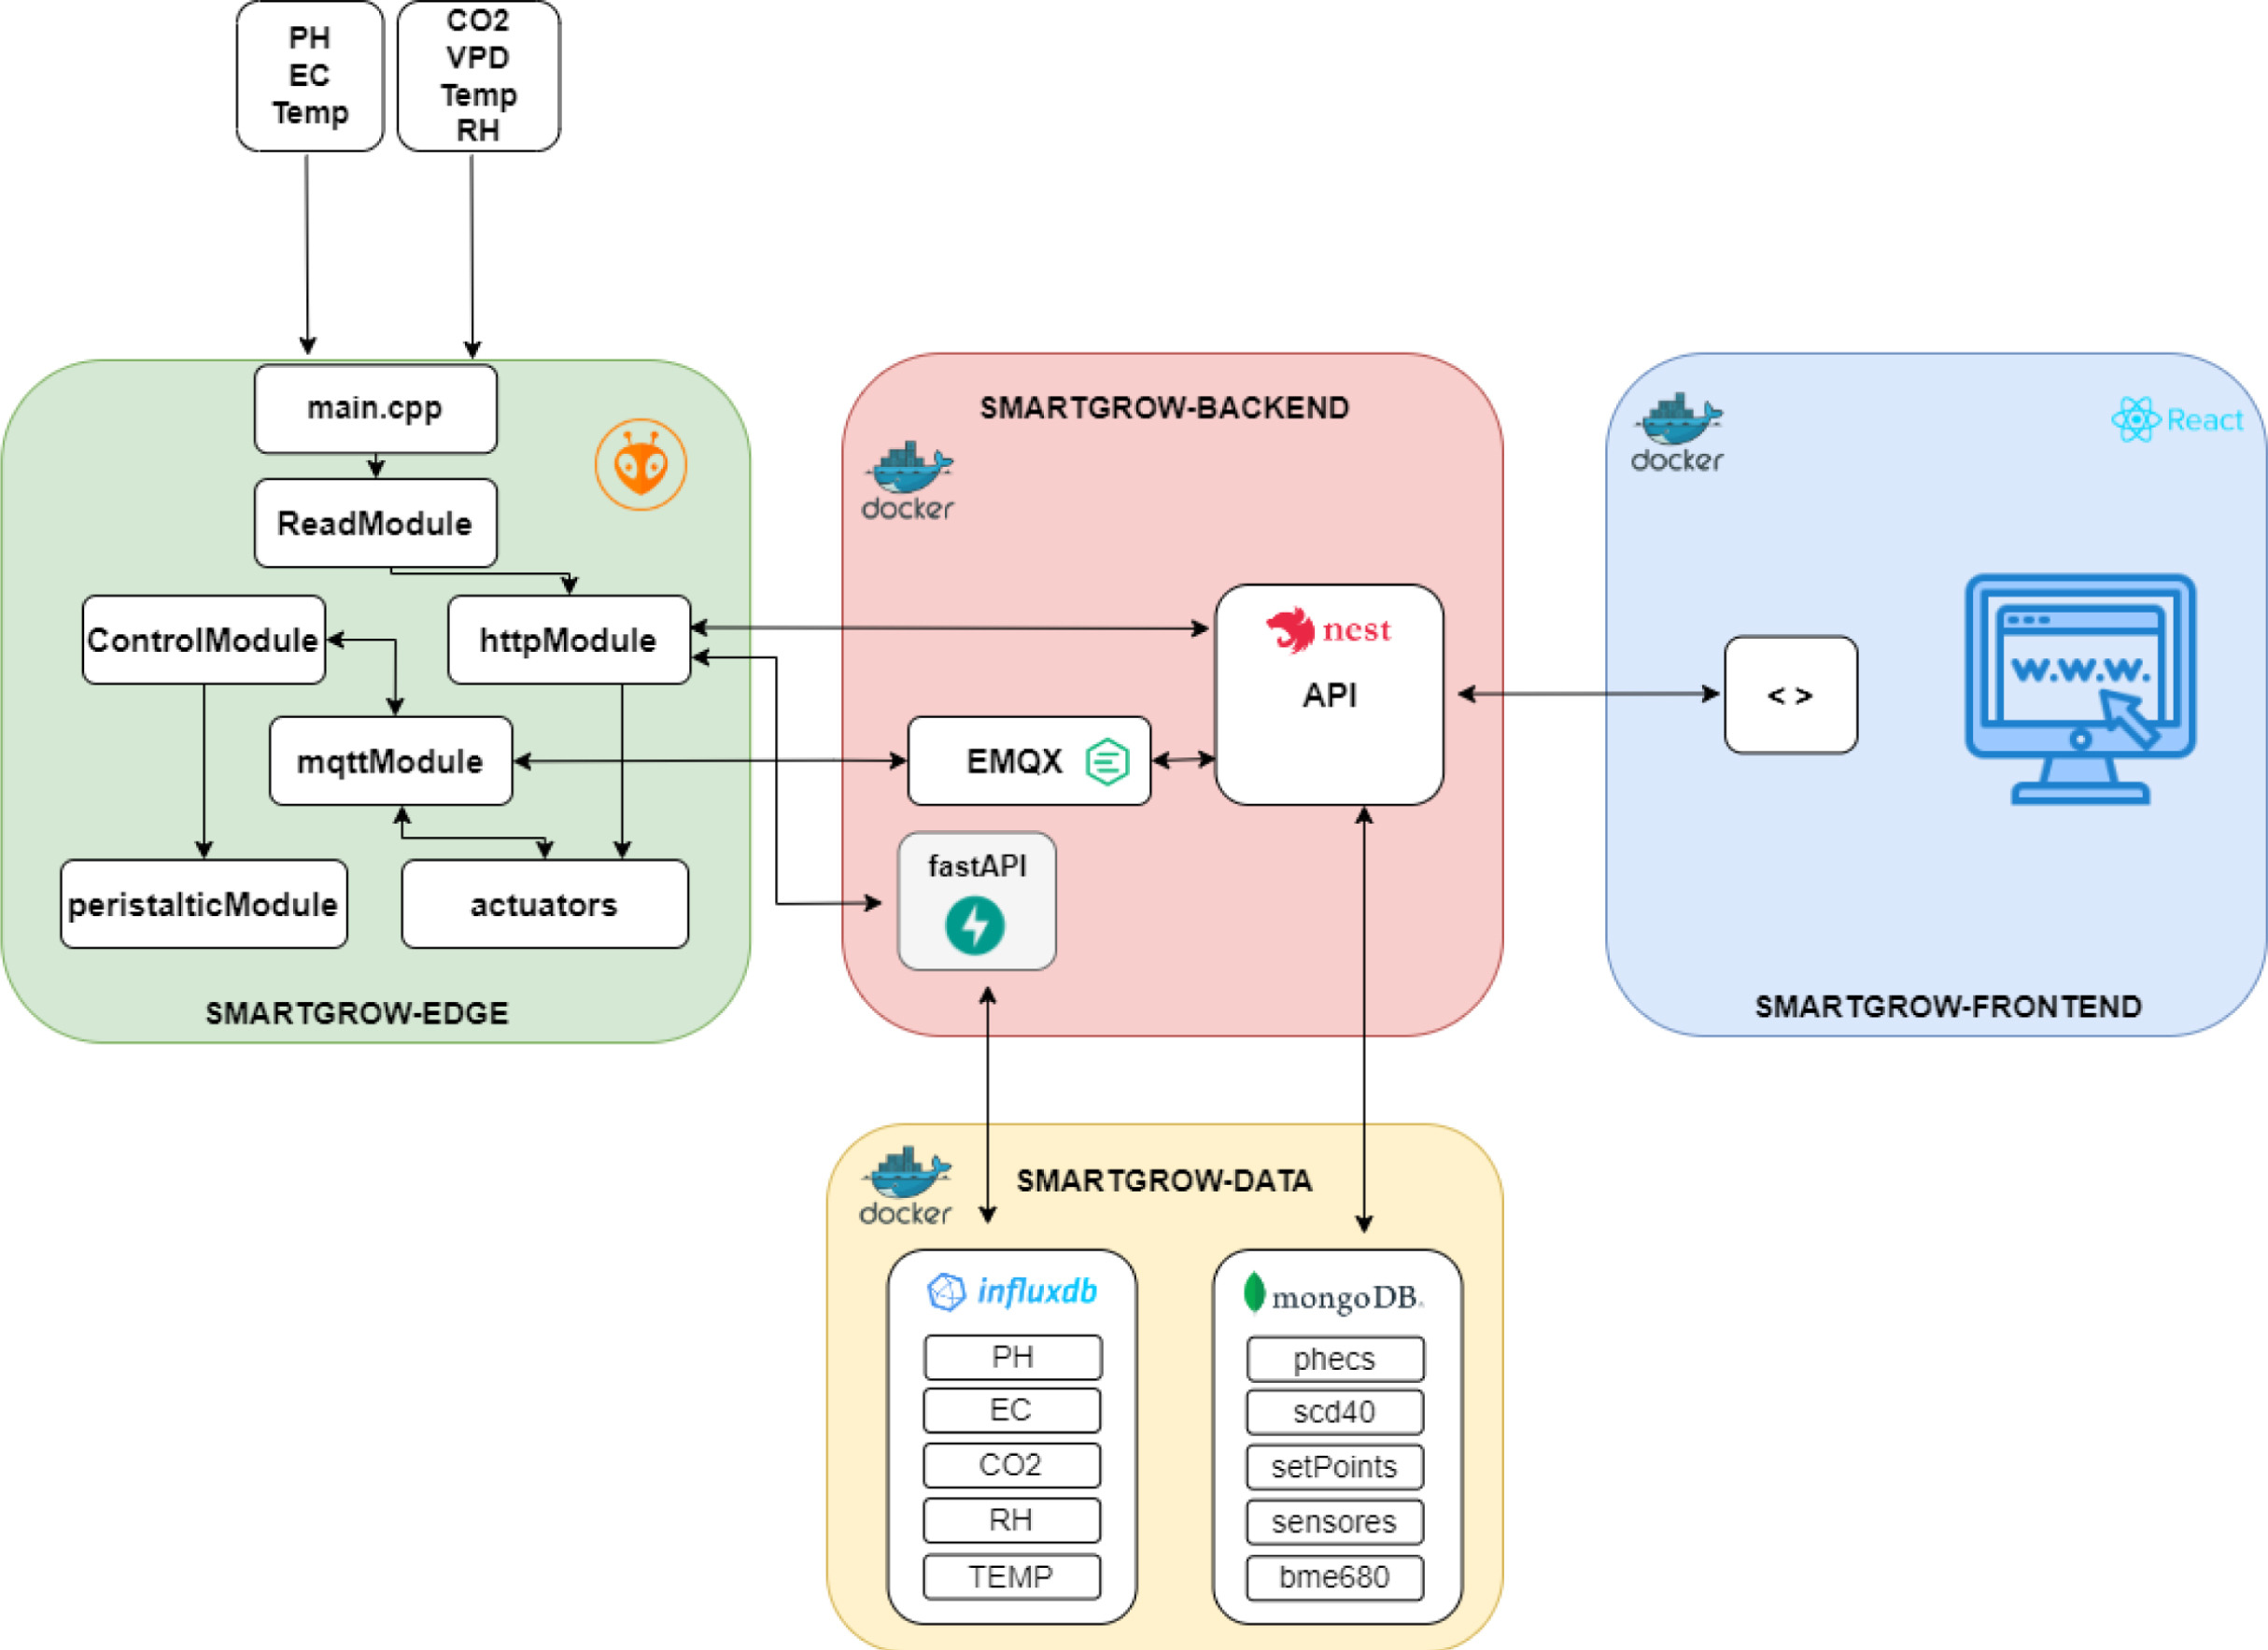 PH
EC
Temp
CO2
VPD
Temp
RH
main.cpp
ReadModule
ControlModule
httpModule
mqttModule
peristalticModule
actuators
SMARTGROW-EDGE
SMARTGROW-BACKEND
docker
nest
API
EMQX
fastAPI
docker
React
< >
w.w.w.
SMARTGROW-FRONTEND
docker
SMARTGROW-DATA
influxdb
PH
EC
CO2
RH
TEMP
mongoDB.
phecs
scd40
setPoints
sensores
bme680